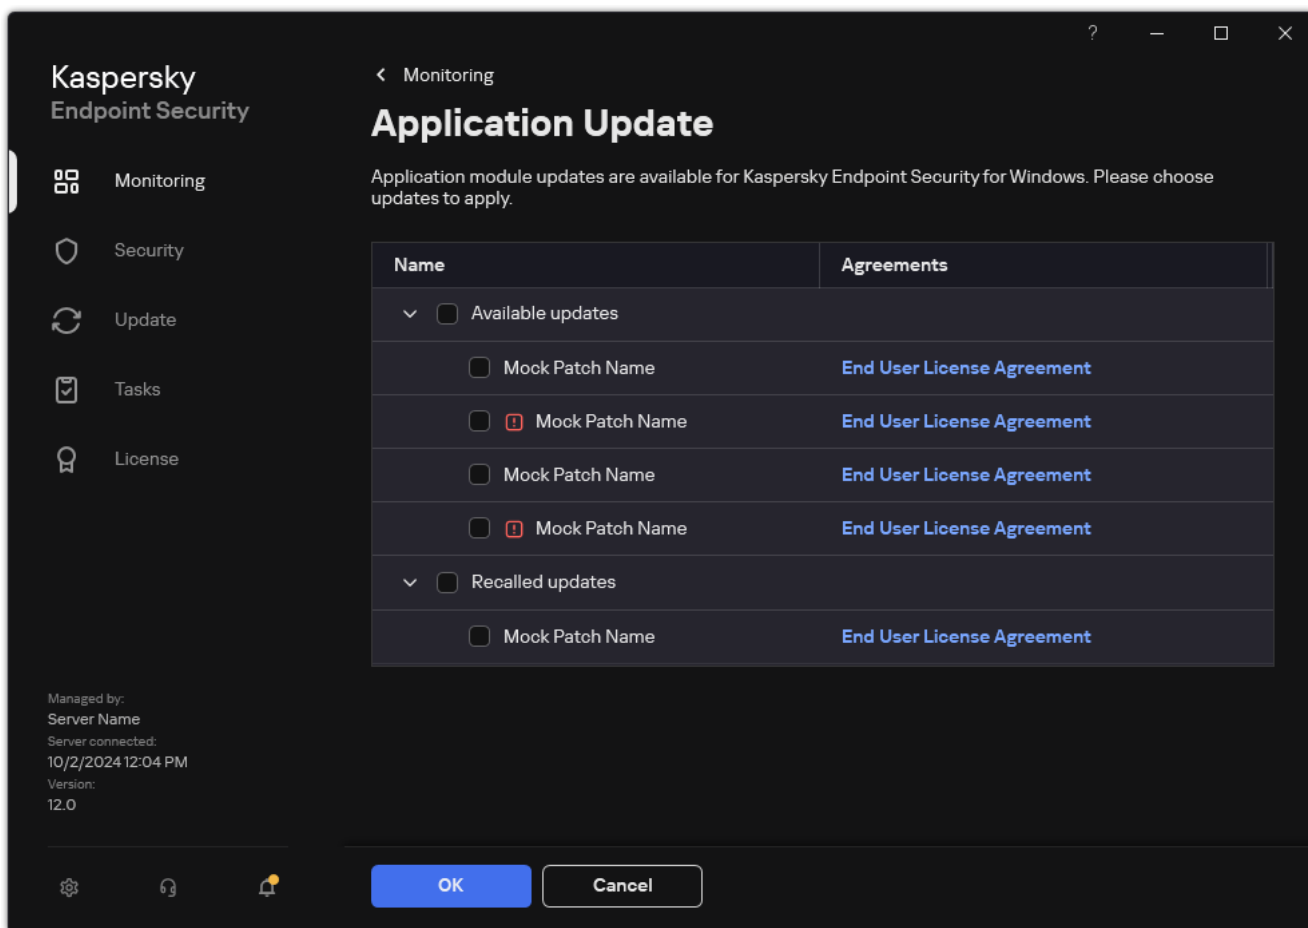 ?
Kaspersky
Endpoint Security
Monitoring
Security
Update
Tasks
License
Managed by:
Server Name
Server connected:
10/2/2024 12:04 PM
Version:
12.0
Monitoring
Application Update
Application module updates are available for Kaspersky Endpoint Security for Windows. Please choose
updates to apply.
Name Agreements
Available updates
Mock Patch Name End User License Agreement
Mock Patch Name End User License Agreement
Mock Patch Name End User License Agreement
Mock Patch Name End User License Agreement
Recalled updates
Mock Patch Name End User License Agreement
OK Cancel